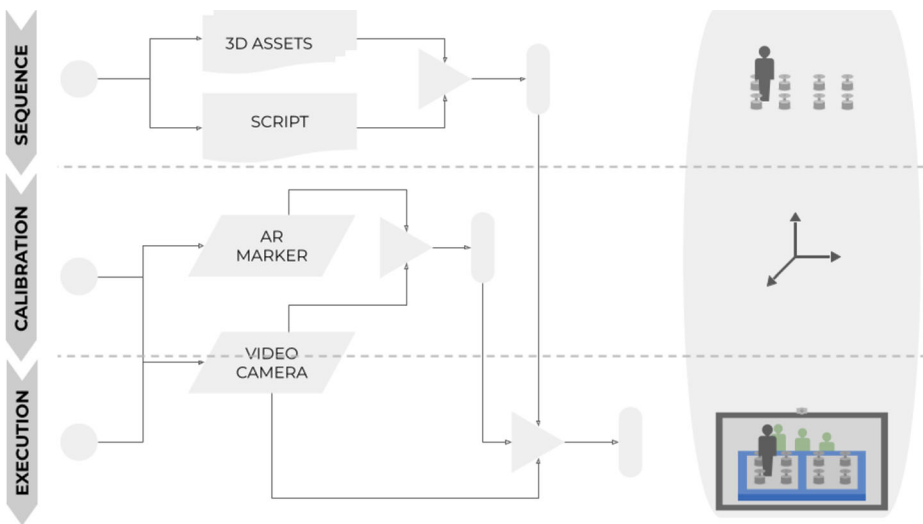 SEQUENCE
3D ASSETS
SCRIPT
CALIBRATION
AR
MARKER
VIDEO
CAMERA
EXECUTION